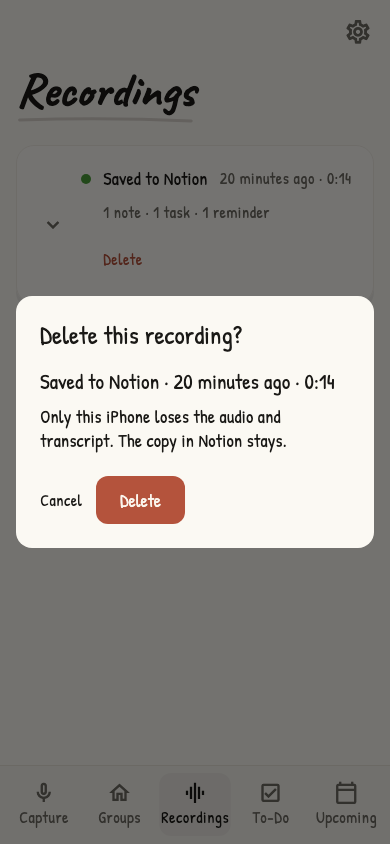 Recordings
Saved to Notion 20 minutes ago · 0:14
1 note · 1 task · 1 reminder
Delete
Delete this recording?
Saved to Notion · 20 minutes ago · 0:14
Only this iPhone loses the audio and
transcript. The copy in Notion stays.
Cancel Delete
Capture Groups Recordings To-Do Upcoming